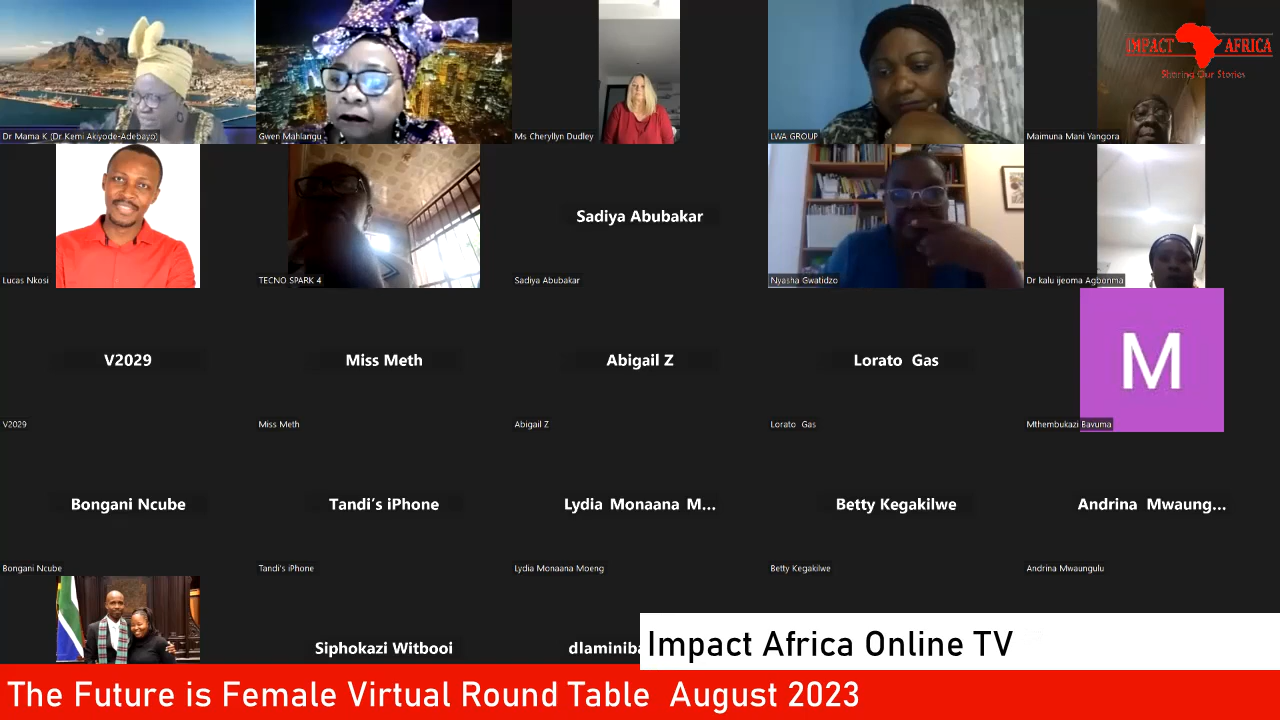 IMPACT AFRICA
Sharing Our Stories
Dr Mama K (Dr Kemi Akiyode-Adebayo)
Gwen Mahlangu
Ms Cheryllyn Dudley
LWA GROUP
Maimuna Mani Yangora
Sadiya Abubakar
Lucas Nkosi
TECNO SPARK 4
Sadiya Abubakar
Nyasha Gwatidzo
Dr kalu ijeoma Agbonma
V2029
Miss Meth
Abigail Z
Lorato Gas
M
V2029
Miss Meth
Abigail Z
Lorato Gas
Mthembukazi Bavuma
Bongani Ncube
Tandi's iPhone
Lydia Monaana M...
Betty Kegakilwe
Andrina Mwaung...
Bongani Ncube
Tandi's iPhone
Lydia Monaana Moeng
Betty Kegakilwe
Andrina Mwaungulu
Siphokazi Witbooi
dlaminiba
Impact Africa Online TV
The Future is Female Virtual Round Table August 2023